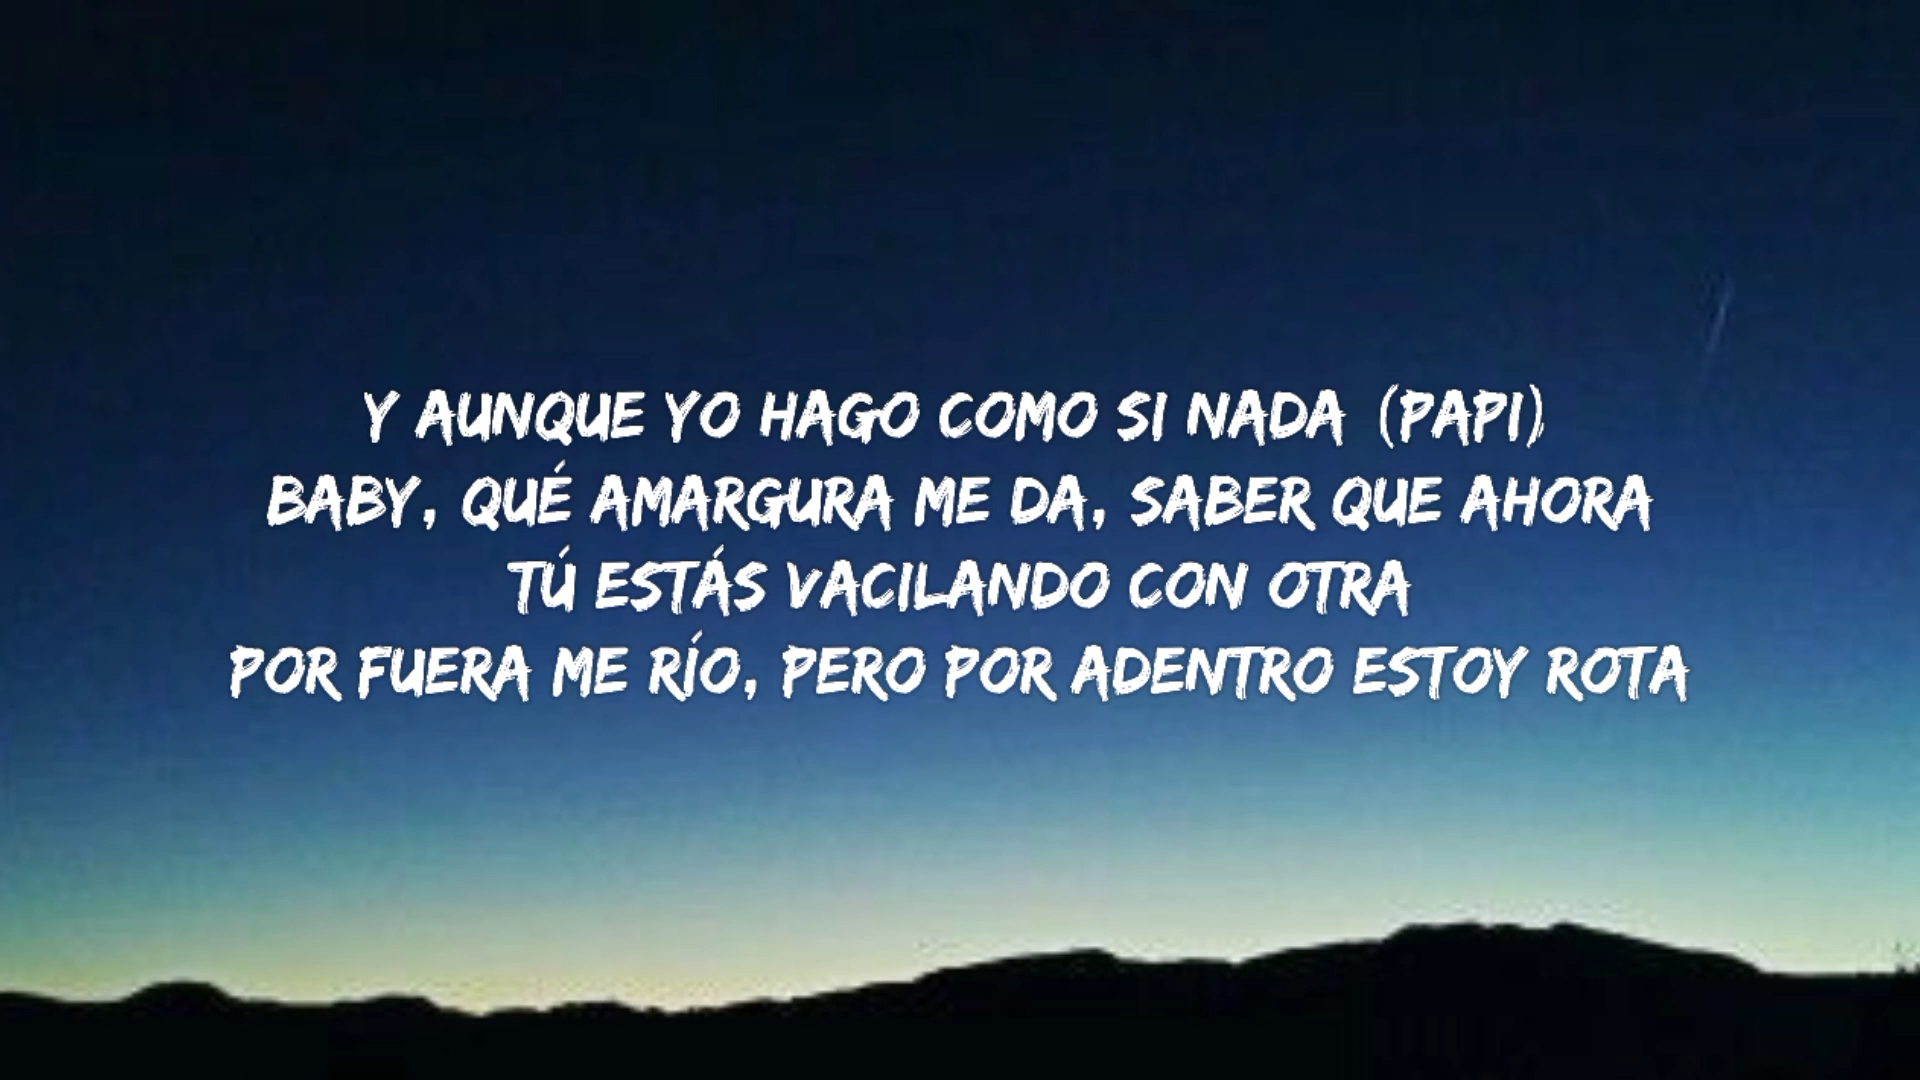 Y AUNQUE YO HAGO COMO SI NADA (PAPI)
BABY, QUÉ AMARGURA ME DA, SABER QUE AHORA
TÚ ESTÁS VACILANDO CON OTRA
POR FUERA ME RÍO, PERO POR ADENTRO ESTOY ROTA